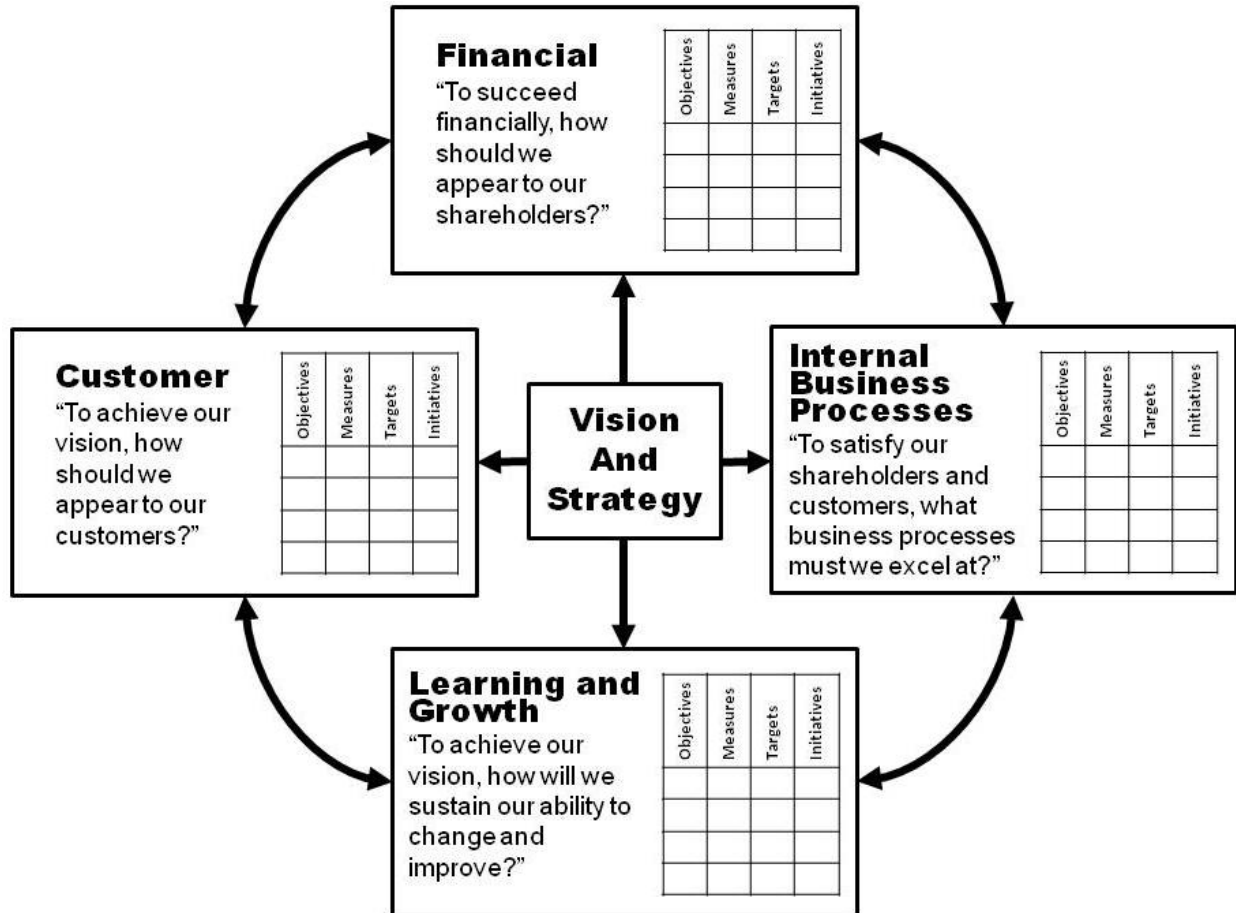 Financial
“To succeed
financially, how
should we
appear to our
shareholders?”
Objectives
Measures
Targets
Initiatives
Customer
“To achieve our
vision, how
should we
appear to our
customers?”
Objectives
Measures
Targets
Initiatives
Vision
And
Strategy
Internal
Business
Processes
“To satisfy our
shareholders and
customers, what
business processes
must we excel at?”
Objectives
Measures
Targets
Initiatives
Learning and
Growth
“To achieve our
vision, how will we
sustain our ability to
change and
improve?”
Objectives
Measures
Targets
Initiatives